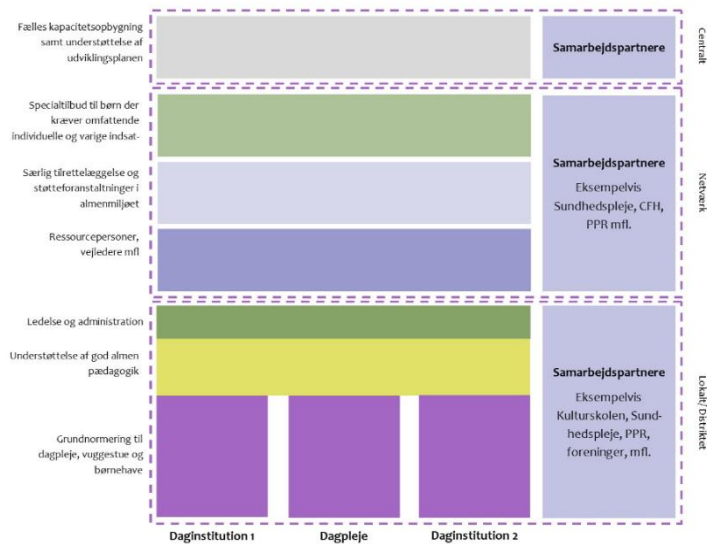 Fælles kapacitetsopbygning
samt understøttelse af
udviklingsplanen
Samarbejdspartnere
Centralt
Specialtilbud til børn der
kræver omfattende
individuelle og varige indsat-
Særlig tilrettelæggelse og
støtteforanstaltninger i
almenmiljøet
Ressourcepersoner,
vejledere mfl
Samarbejdspartnere
Eksempelvis
Sundhedspleje, CFH,
PPR mfl.
Netværk
Ledelse og administration
Understøttelse af god almen
pædagogik
Grundnormering til
dagpleje, vuggestue og
børnehave
Samarbejdspartnere
Eksempelvis
Kulturskolen, Sund-
hedspleje, PPR,
foreninger, mfl.
Lokalt/ Distriktet
Daginstitution 1
Dagpleje
Daginstitution 2